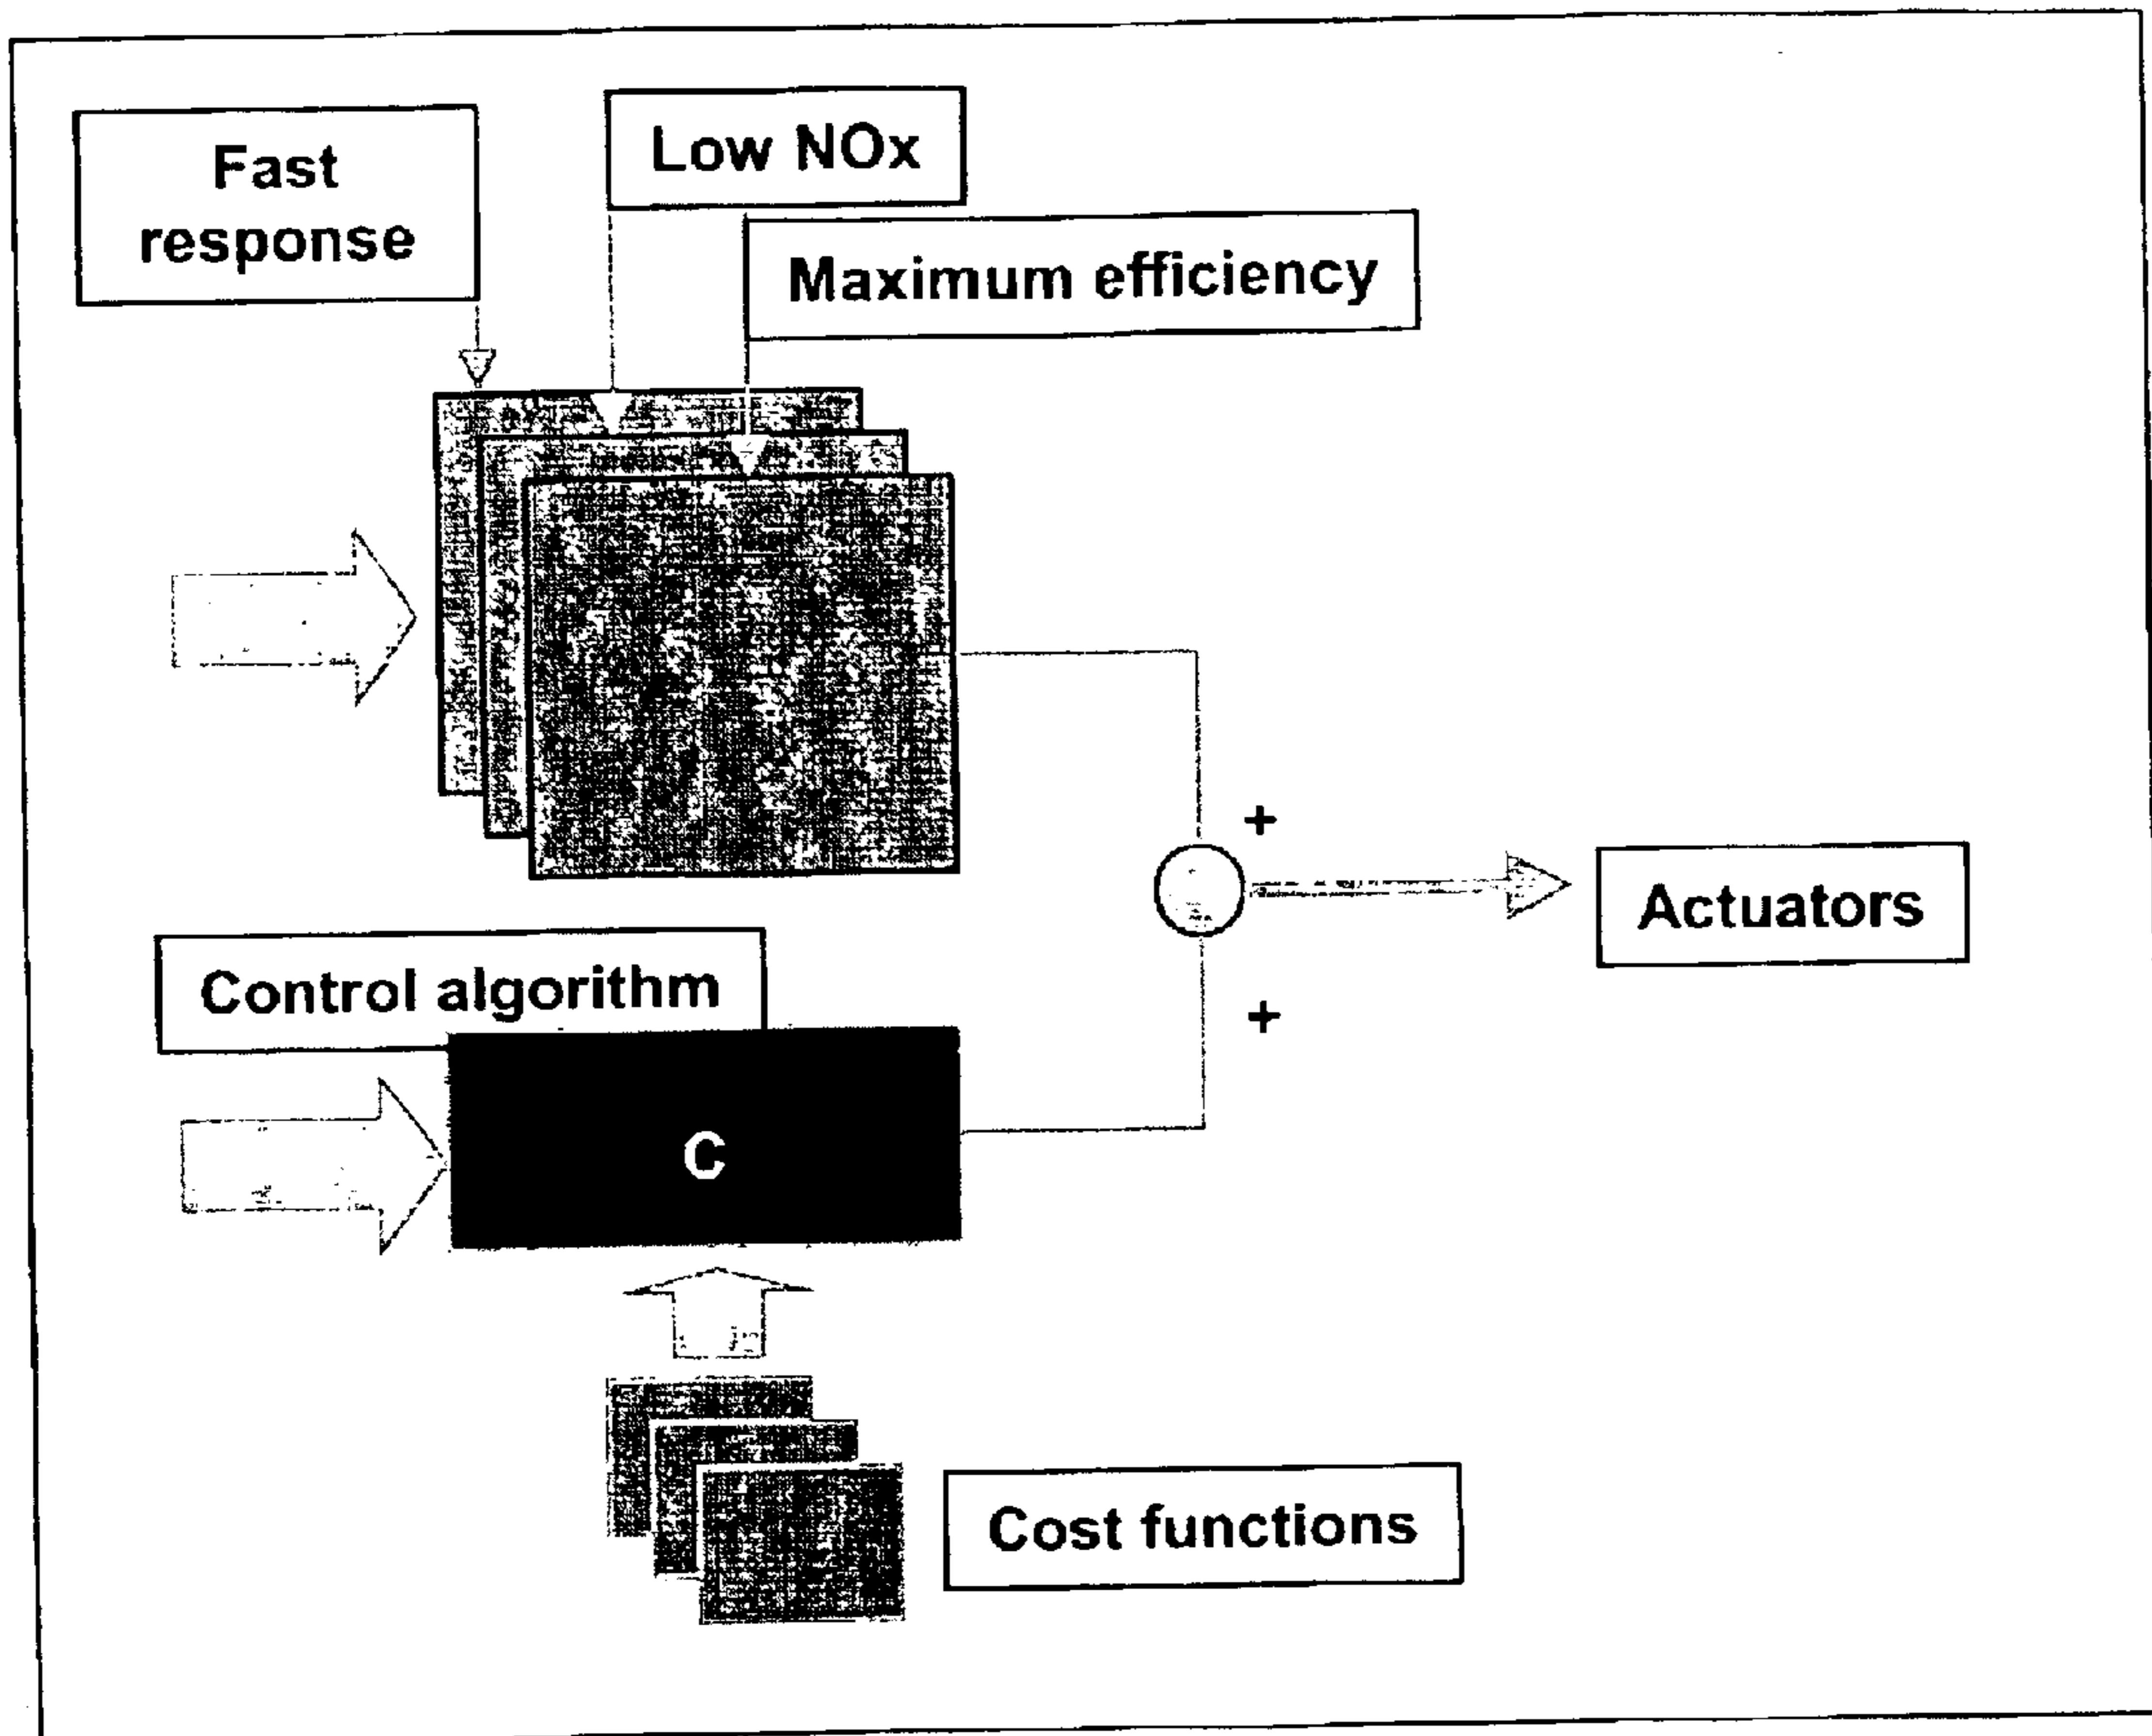 Fast
response
Low NOx
Maximum efficiency
+
Actuators
+
Control algorithm
C
Cost functions